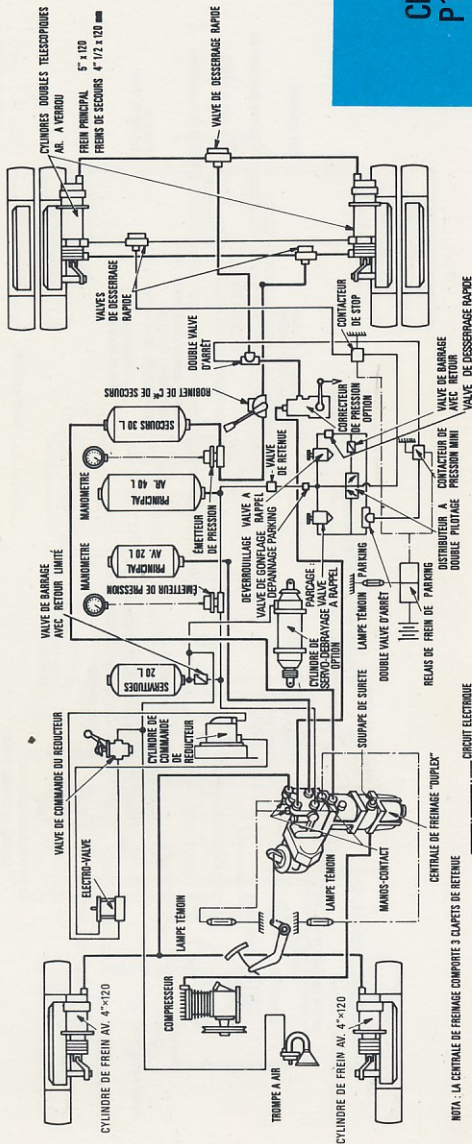 CYLINDRES DOUBLES TELESCOPIQUES
AR. A VERROU
FREIN PRINCIPAL 5" x 120
FREINS DE SECOURS 4" 1/2 x 120 mm
VALVE DE DESSERRAGE RAPIDE
VALVES
DE DESSERRAGE
RAPIDE
DOUBLE VALVE
D'ARRÊT
ROBINET DE Cde DE SECOURS
CONTACTEUR
DE STOP
CORRECTEUR
DE PRESSION
OPTION
VALVE DE BARRAGE
AVEC RETOUR
VALVE DE DESSERRAGE RAPIDE
SECOURS 30 L
MANOMETRE
PRINCIPAL
AR. 40 L
ÉMETTEUR
DE PRESSION
VALVE
DE RETENUE
PRINCIPAL
AV. 20 L
MANOMETRE
ÉMETTEUR DE PRESSION
VALVE DE BARRAGE
AVEC RETOUR LIMITÉ
SERVITUDES
20 L
DEVERROUILLAGE VALVE A
RAPPEL
VALVE DE GONFLAGE
DEPANNAGE PARKING
PARCAGE :
VALVE
A RAPPEL
CYLINDRE DE
SERVO-DEBRAYAGE
OPTION
CONTACTEUR DE
PRESSION MINI
DISTRIBUTEUR A
DOUBLE PILOTAGE
LAMPE TÉMOIN PARKING
DOUBLE VALVE D'ARRÊT
RELAIS DE FREIN DE PARKING
VALVE DE COMMANDE DU REDUCTEUR
CYLINDRE DE
COMMANDE
DE REDUCTEUR
ELECTRO-VALVE
SOUPAPE DE SURETE
LAMPE TÉMOIN
LAMPE TÉMOIN
MANOS-CONTACT
CENTRALE DE FREINAGE "DUPLEX"
CYLINDRE DE FREIN AV. 4"×120
COMPRESSEUR
TROMPE A AIR
CYLINDRE DE FREIN AV. 4"×120
CIRCUIT ELECTRIQUE
NOTA : LA CENTRALE DE FREINAGE COMPORTE 3 CLAPETS DE RETENUE